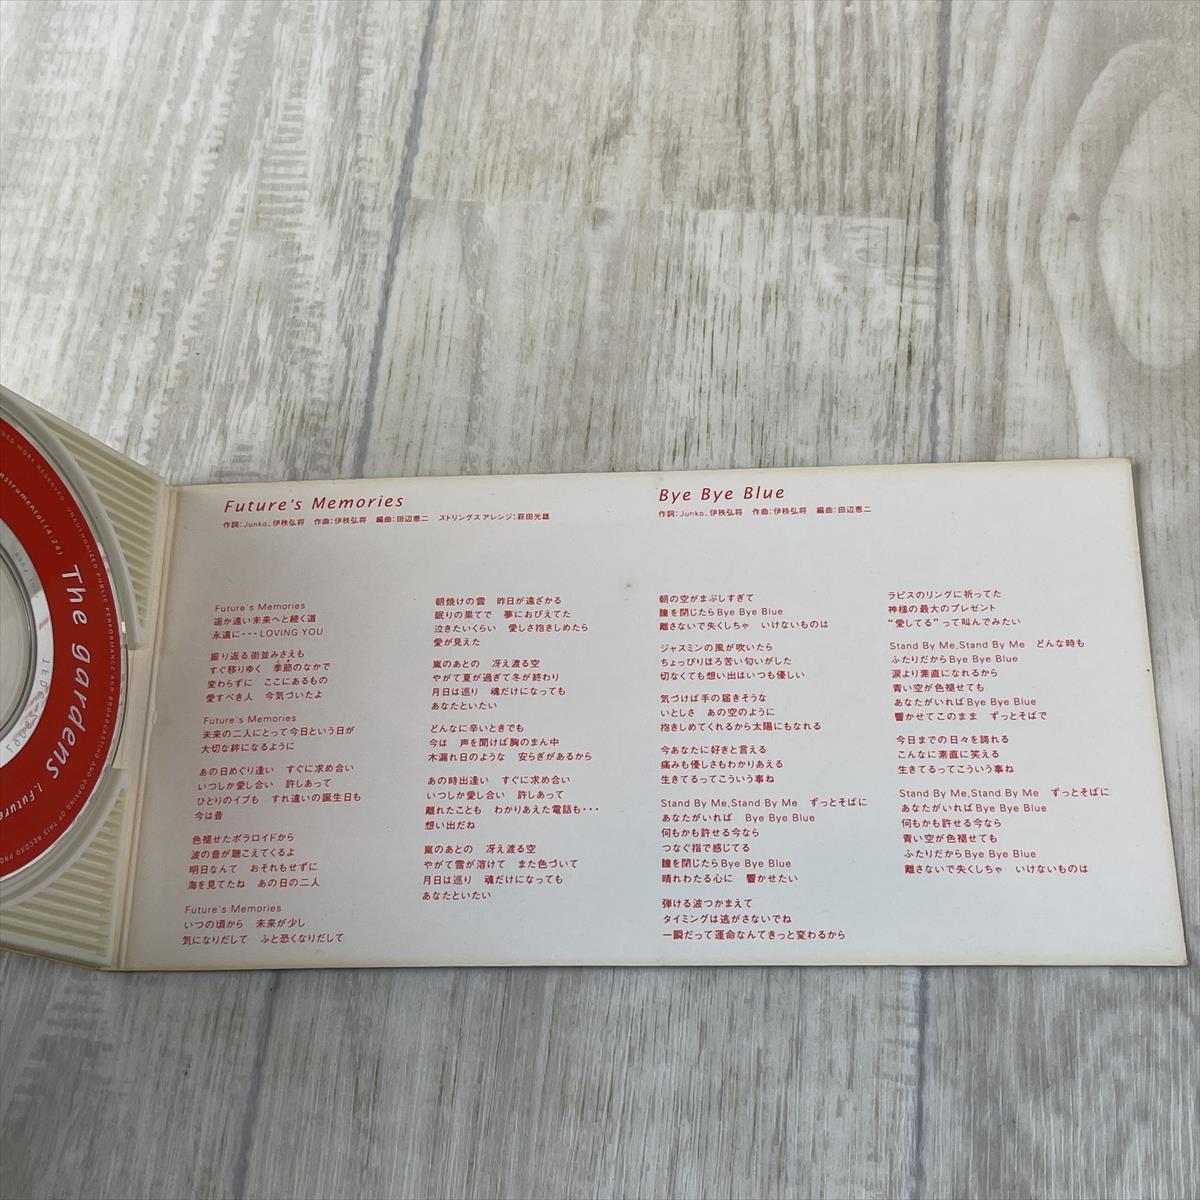 The gardens
1. Future
nstrumental(4:24)
Future's Memories
作詞：Junko、伊秩弘将　作曲：伊秩弘将　編曲：田辺恵二　ストリングスアレンジ：萩田光雄
Future's Memories
遥か遠い未来へと続く道
永遠に・・・LOVING YOU
振り返る街並みさえも
すぐ移りゆく　季節のなかで
変わらずに　ここにあるもの
愛すべき人　今気づいたよ
Future's Memories
未来の二人にとって今日という日が
大切な絆になるように
あの日めぐり逢い　すぐに求め合い
いつしか愛し合い　許しあって
ひとりのイブも　すれ違いの誕生日も
今は昔
色褪せたポラロイドから
波の音が聴こえてくるよ
明日なんて　おそれもせずに
海を見てたね　あの日の二人
Future's Memories
いつの頃から　未来が少し
気になりだして　ふと恐くなりだして
朝焼けの雲　昨日が遠ざかる
眠りの果てで　夢におびえてた
泣きたいくらい　愛しさ抱きしめたら
愛が見えた
嵐のあとの　冴え渡る空
やがて夏が過ぎて冬が終わり
月日は巡り　魂だけになっても
あなたといたい
どんなに辛いときでも
今は　声を聞けば胸のまん中
木漏れ日のような　安らぎがあるから
あの時出逢い　すぐに求め合い
いつしか愛し合い　許しあって
離れたことも　わかりあえた電話も・・・
想い出だね
嵐のあとの　冴え渡る空
やがて雪が溶けて　また色づいて
月日は巡り　魂だけになっても
あなたといたい
Bye Bye Blue
作詞：Junko、伊秩弘将　作曲：伊秩弘将　編曲：田辺恵二
朝の空がまぶしすぎて
瞳を閉じたらBye Bye Blue
離さないで失くしちゃ　いけないものは
ジャスミンの風が吹いたら
ちょっぴりほろ苦い匂いがした
切なくても想い出はいつも優しい
気づけば手の届きそうな
いとしさ　あの空のように
抱きしめてくれるから太陽にもなれる
今あなたに好きと言える
痛みも優しさもわかりあえる
生きてるってこういう事ね
Stand By Me,Stand By Me　ずっとそばに
あなたがいれば　Bye Bye Blue
何もかも許せる今なら
つなぐ指で感じてる
瞳を閉じたらBye Bye Blue
晴れわたる心に　響かせたい
弾ける波つかまえて
タイミングは逃がさないでね
一瞬だって運命なんてきっと変わるから
ラピスのリングに祈ってた
神様の最大のプレゼント
“愛してる”って叫んでみたい
Stand By Me,Stand By Me　どんな時も
ふたりだからBye Bye Blue
涙より素直になれるから
青い空が色褪せても
あなたがいればBye Bye Blue
響かせてこのまま　ずっとそばで
今日までの日々を誇れる
こんなに素直に笑える
生きてるってこういう事ね
Stand By Me,Stand By Me　ずっとそばに
あなたがいればBye Bye Blue
何もかも許せる今なら
青い空が色褪せても
ふたりだからBye Bye Blue
離さないで失くしちゃ　いけないものは